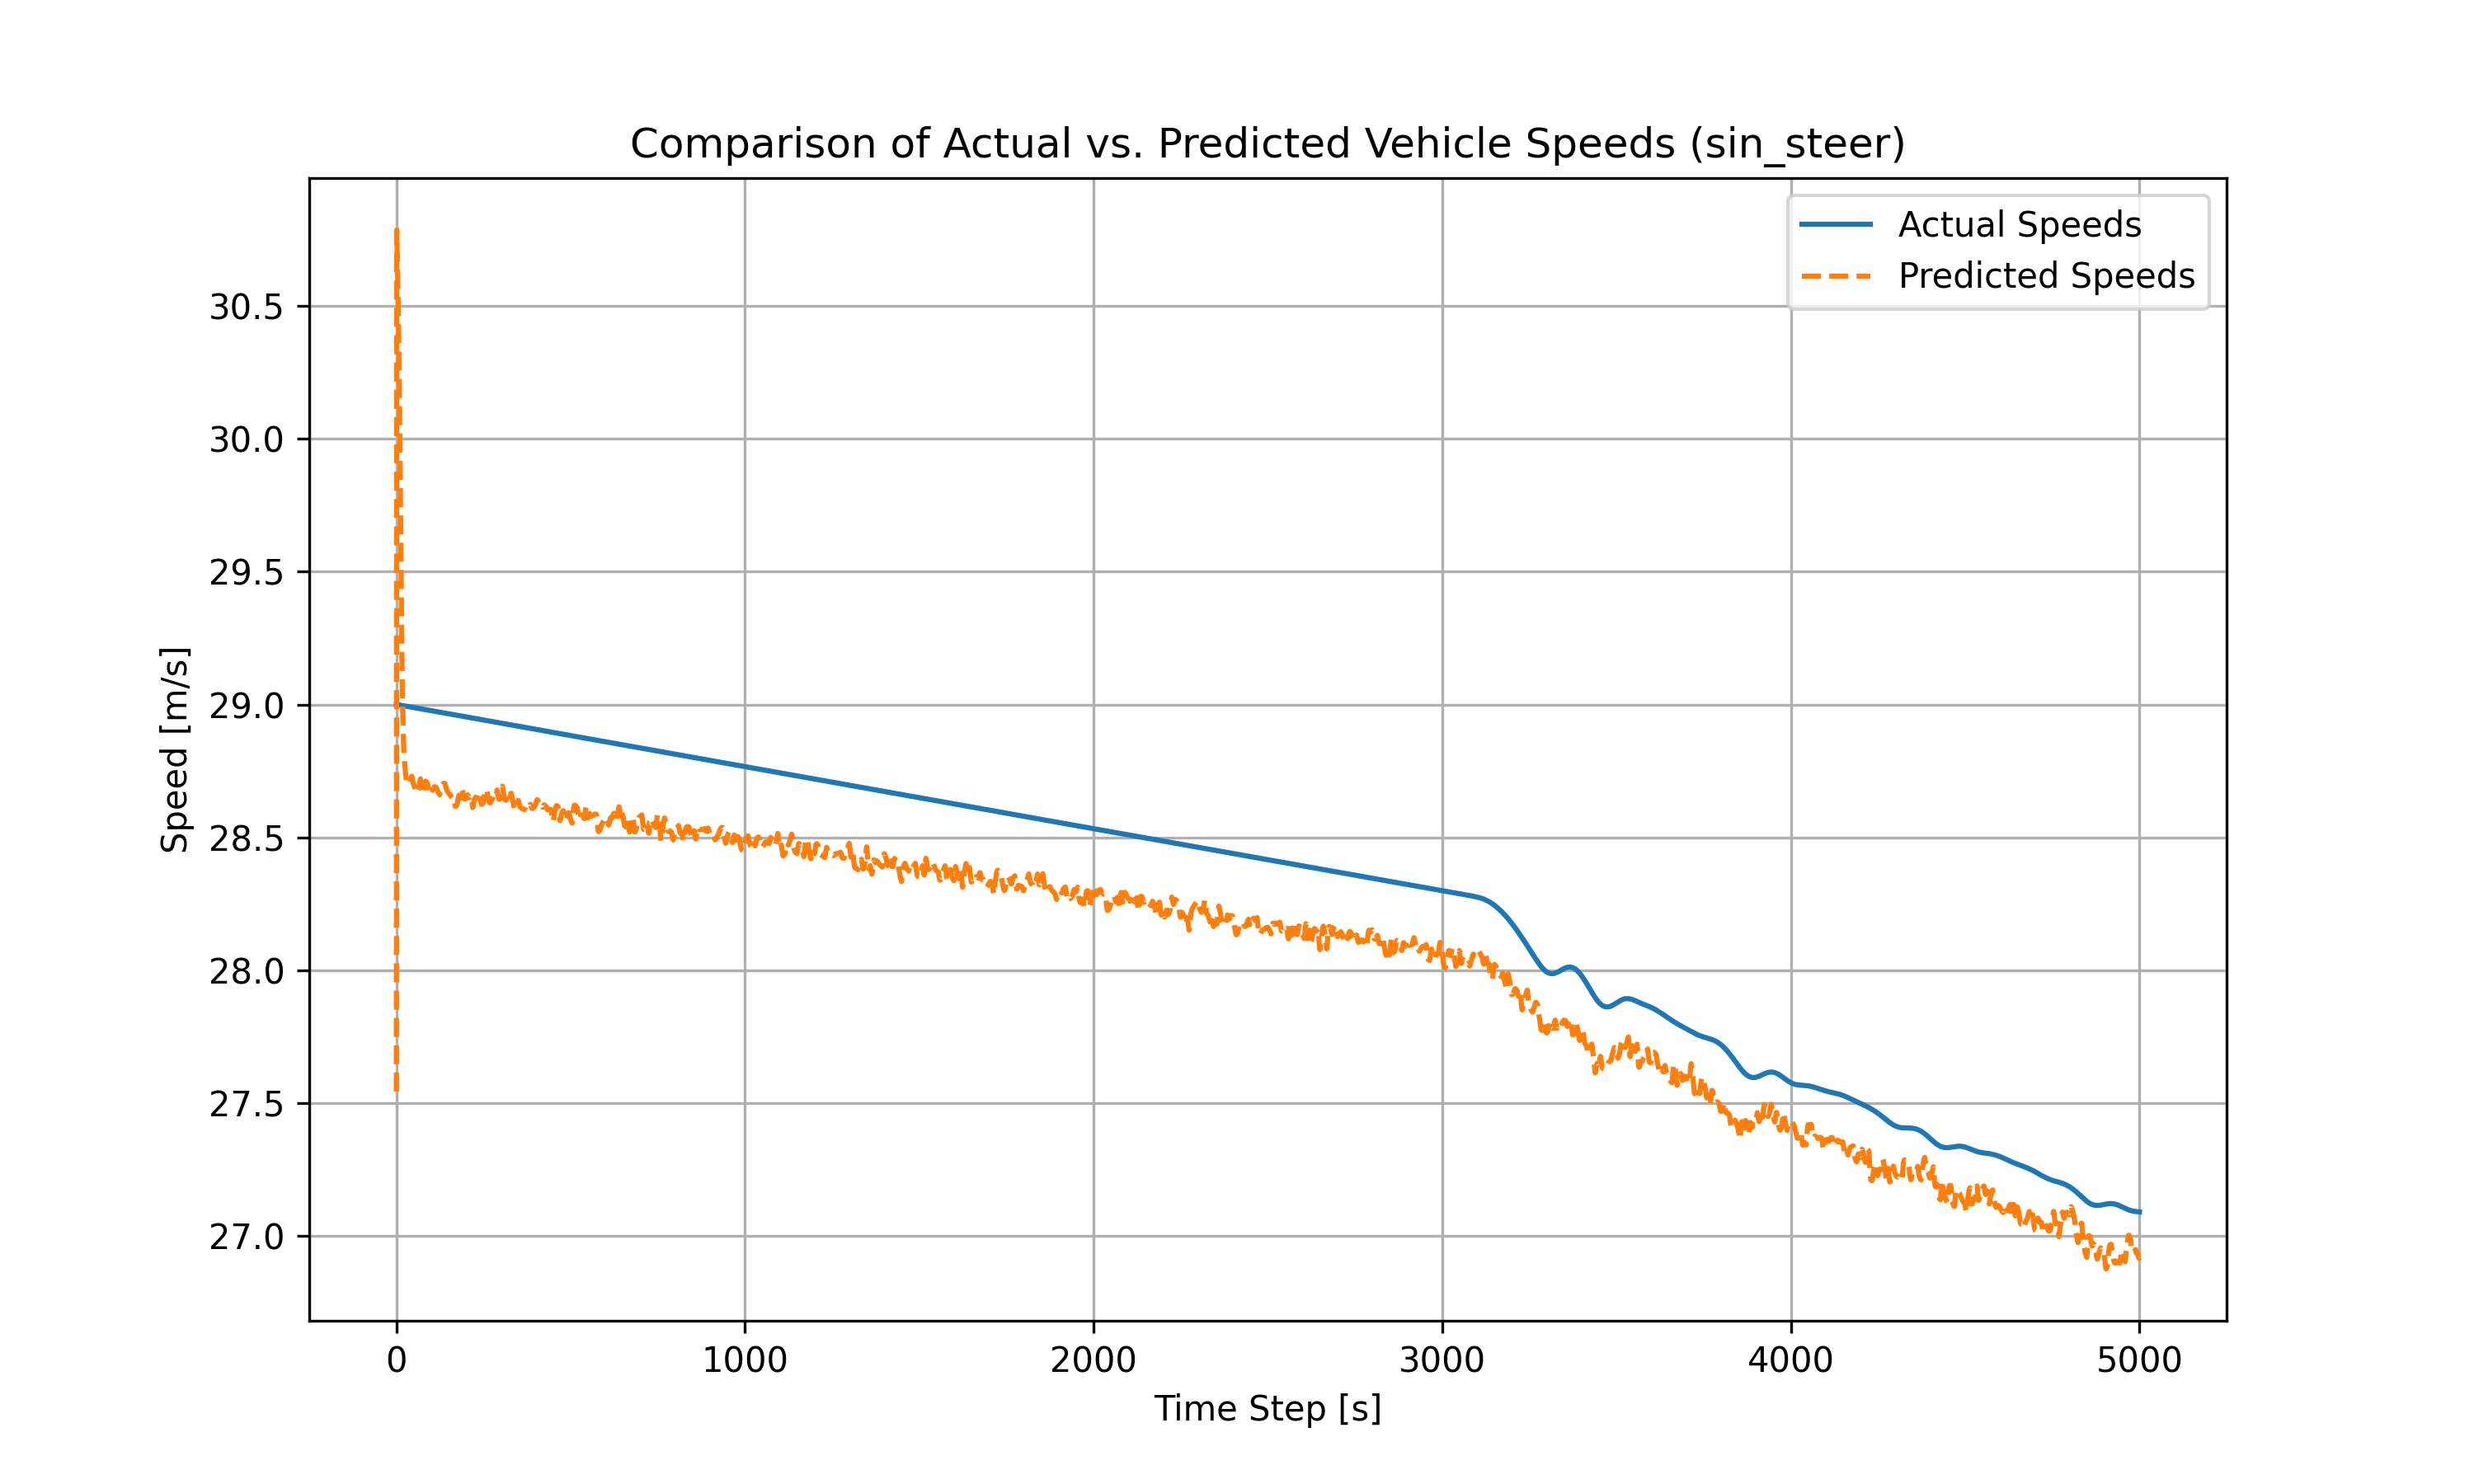 Comparison of Actual vs. Predicted Vehicle Speeds (sin_steer)
Actual Speeds
Predicted Speeds
30.5
30.0
29.5
29.0
28.5
28.0
27.5
27.0
Speed [m/s]
0 1000 2000 3000 4000 5000
Time Step [s]